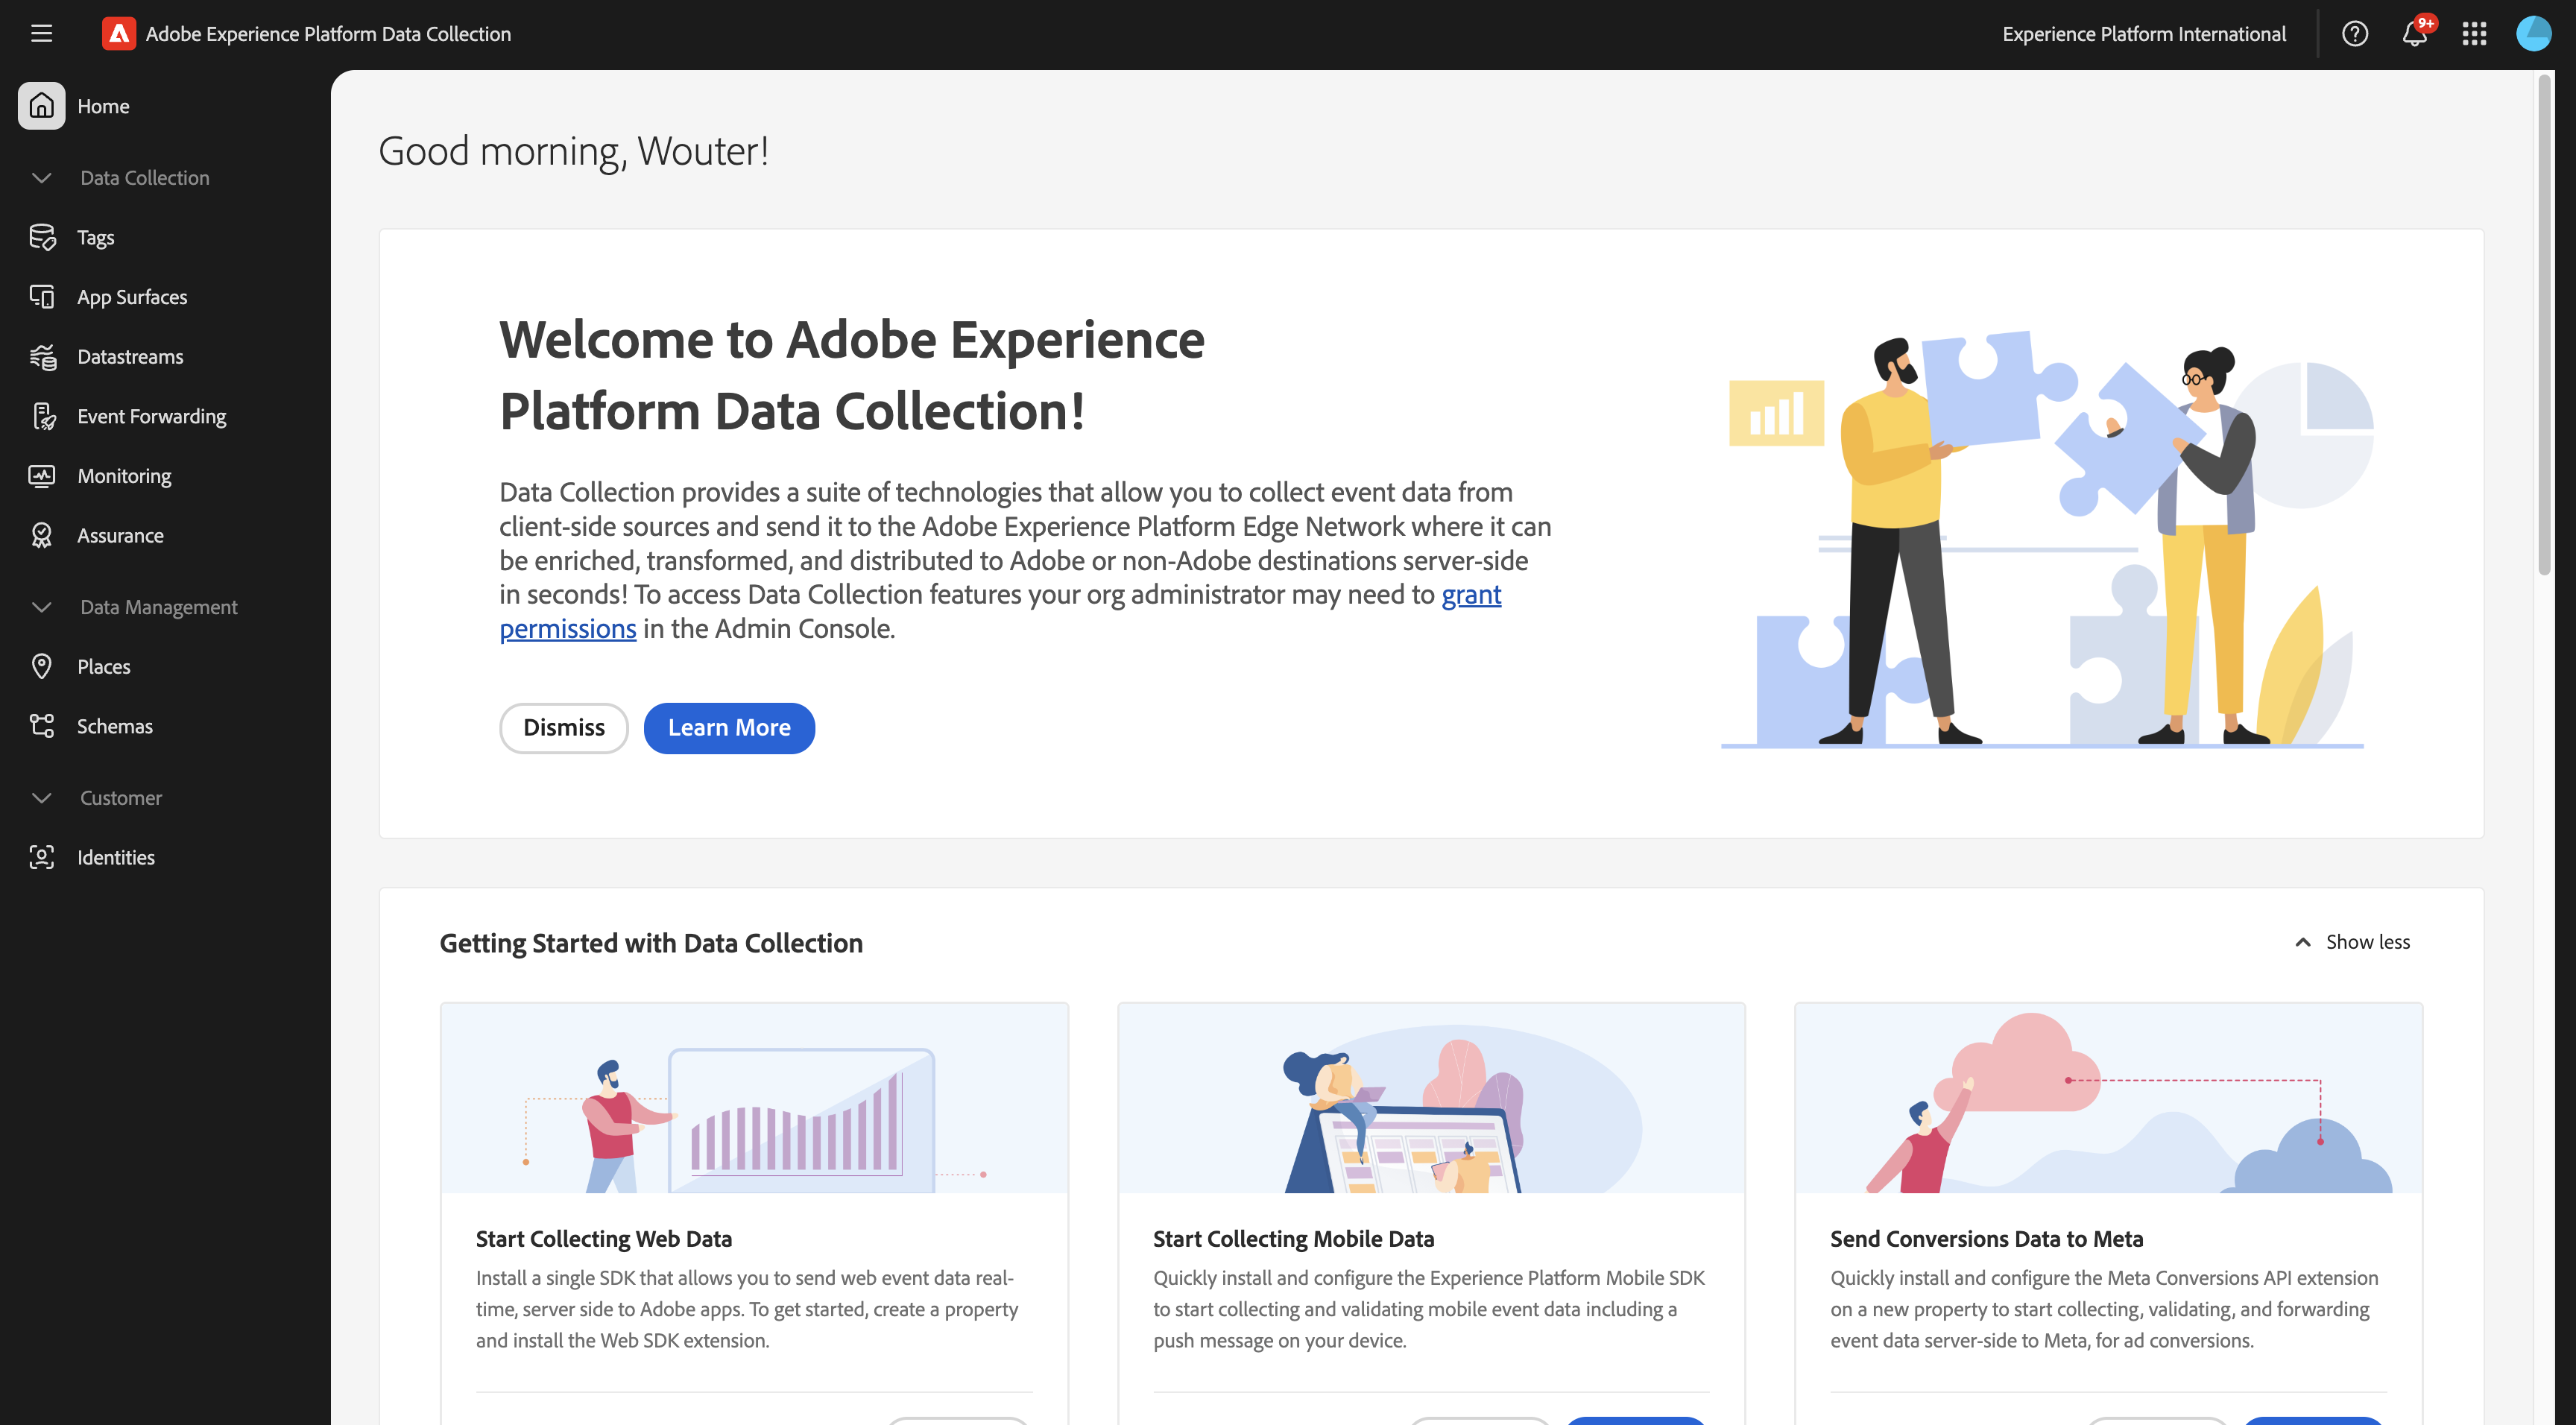 Adobe Experience Platform Data Collection
Experience Platform International
9+
Home
Data Collection
Tags
App Surfaces
Datastreams
Event Forwarding
Monitoring
Assurance
Data Management
Places
Schemas
Customer
Identities
Good morning, Wouter!
Welcome to Adobe Experience
Platform Data Collection!
Data Collection provides a suite of technologies that allow you to collect event data from
client-side sources and send it to the Adobe Experience Platform Edge Network where it can
be enriched, transformed, and distributed to Adobe or non-Adobe destinations server-side
in seconds! To access Data Collection features your org administrator may need to grant
permissions in the Admin Console.
Dismiss
Learn More
Getting Started with Data Collection
Show less
Start Collecting Web Data
Install a single SDK that allows you to send web event data real-
time, server side to Adobe apps. To get started, create a property
and install the Web SDK extension.
Start Collecting Mobile Data
Quickly install and configure the Experience Platform Mobile SDK
to start collecting and validating mobile event data including a
push message on your device.
Send Conversions Data to Meta
Quickly install and configure the Meta Conversions API extension
on a new property to start collecting, validating, and forwarding
event data server-side to Meta, for ad conversions.